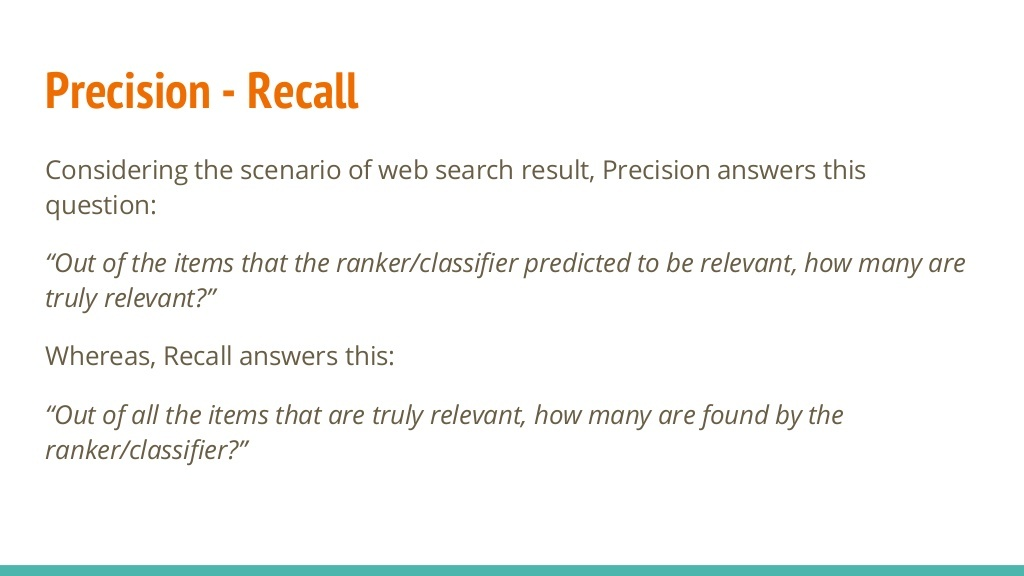 Precision - Recall
Considering the scenario of web search result, Precision answers this
question:
“Out of the items that the ranker/classifier predicted to be relevant, how many are
truly relevant?”
Whereas, Recall answers this:
“Out of all the items that are truly relevant, how many are found by the
ranker/classifier?”